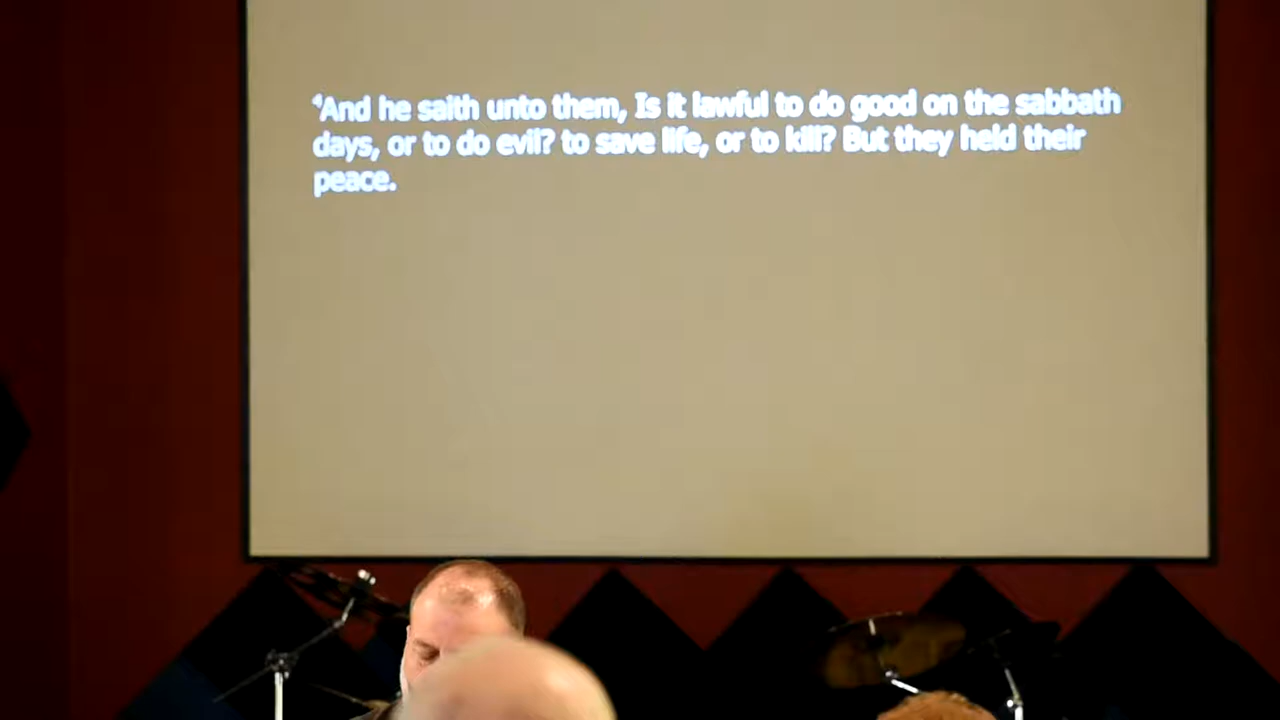 ⁴And he saith unto them, Is it lawful to do good on the sabbath
days, or to do evil? to save life, or to kill? But they held their
peace.